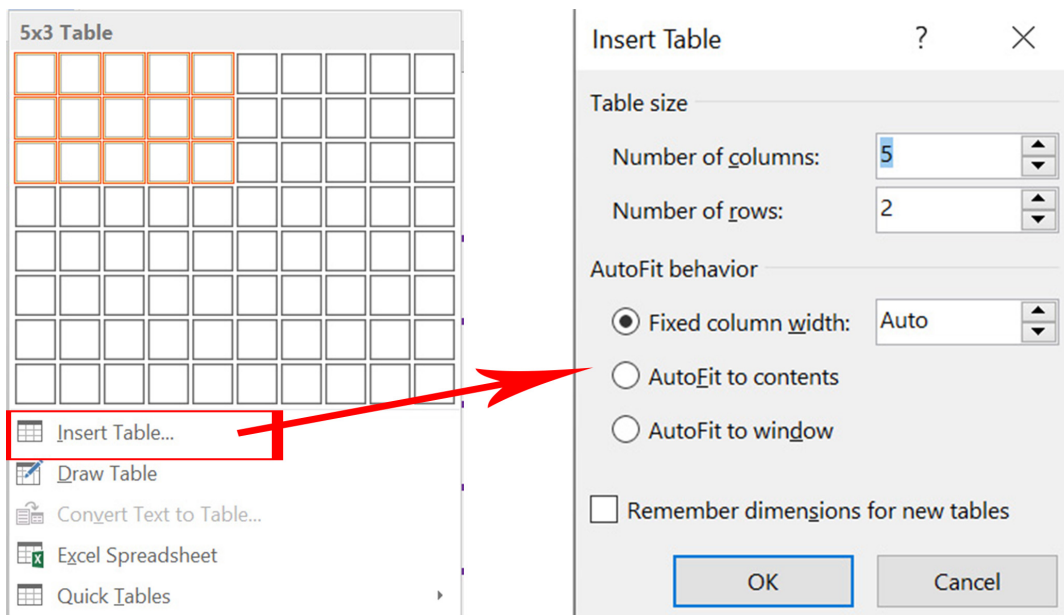 5x3 Table
Insert Table...
Draw Table
Convert Text to Table...
Excel Spreadsheet
Quick Tables
Insert Table ?
Table size
Number of columns: 5
Number of rows: 2
AutoFit behavior
Fixed column width: Auto
AutoFit to contents
AutoFit to window
Remember dimensions for new tables
OK Cancel